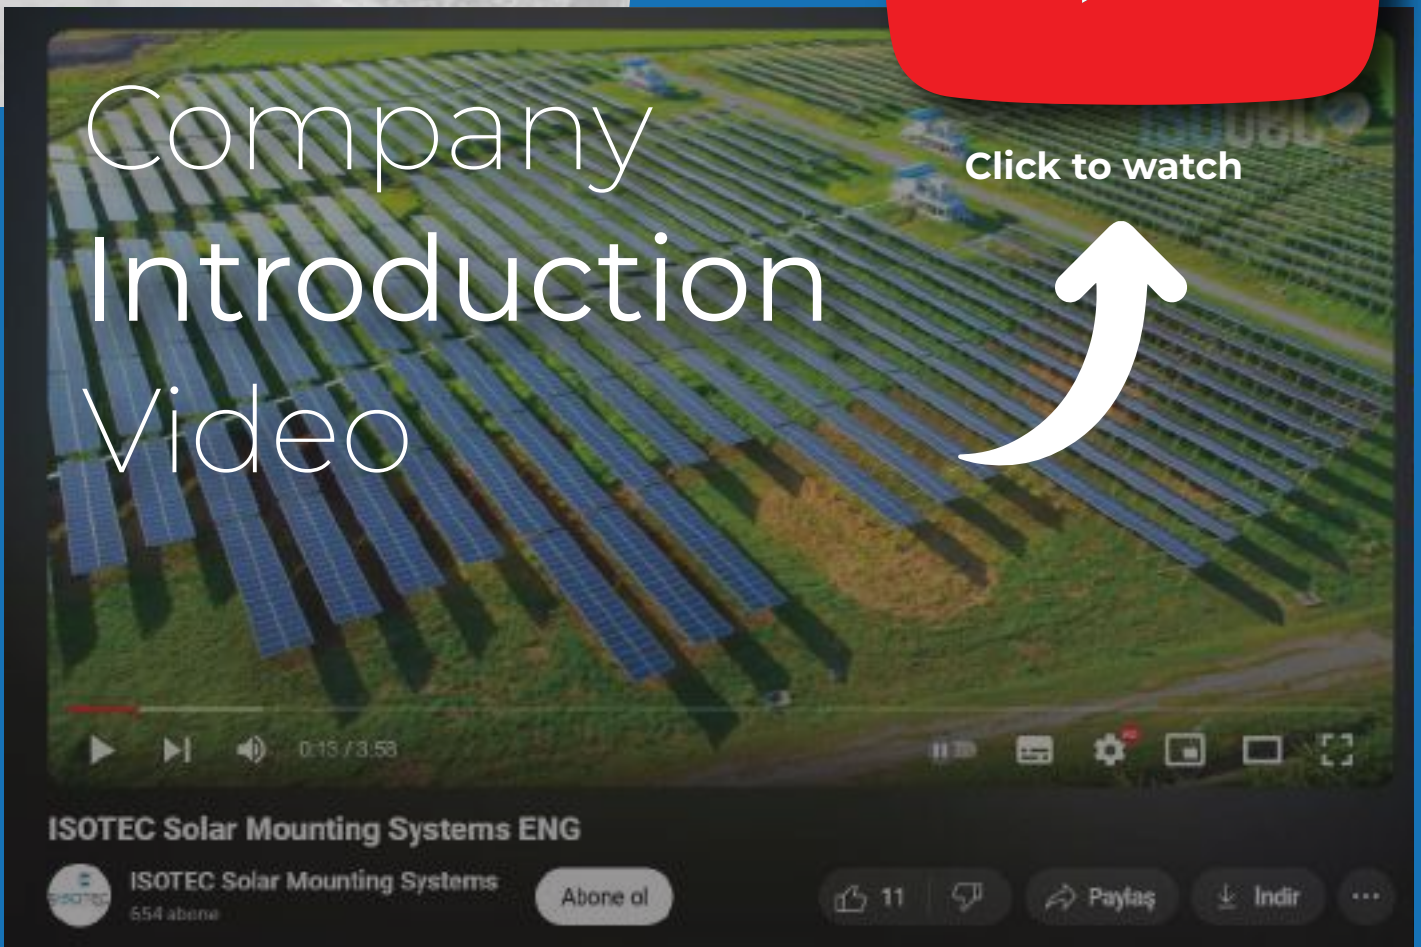 Company
Introduction
Video
Click to watch
0:13 / 3:58
ISOTEC Solar Mounting Systems ENG
ISOTEC Solar Mounting Systems
554 abone
Abone ol
11
Paylaş
İndir